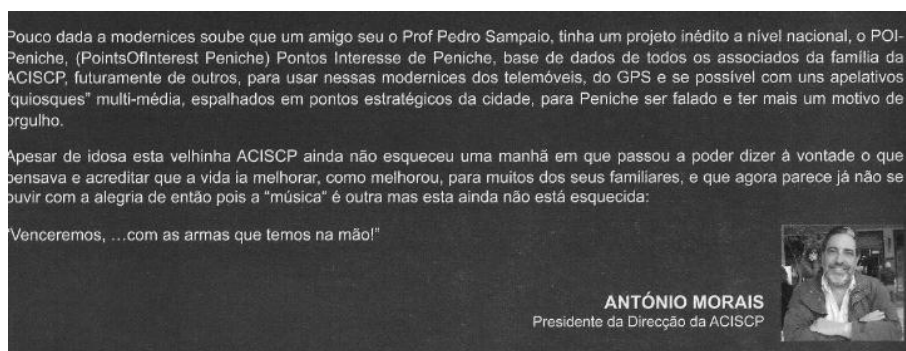 Pouco dada a modernices soube que um amigo seu o Prof Pedro Sampaio, tinha um projeto inédito a nível nacional, o POI-
Peniche, (PointsOfInterest Peniche) Pontos Interesse de Peniche, base de dados de todos os associados da família da
ACISCP, futuramente de outros, para usar nessas modernices dos telemóveis, do GPS e se possível com uns apelativos
"quiosques" multi-média, espalhados em pontos estratégicos da cidade, para Peniche ser falado e ter mais um motivo de
orgulho.
Apesar de idosa esta velhinha ACISCP ainda não esqueceu uma manhã em que passou a poder dizer à vontade o que
pensava e acreditar que a vida ia melhorar, como melhorou, para muitos dos seus familiares, e que agora parece já não se
ouvir com a alegria de então pois a "música" é outra mas esta ainda não está esquecida:
"Venceremos, ...com as armas que temos na mão!"
ANTÓNIO MORAIS
Presidente da Direcção da ACISCP